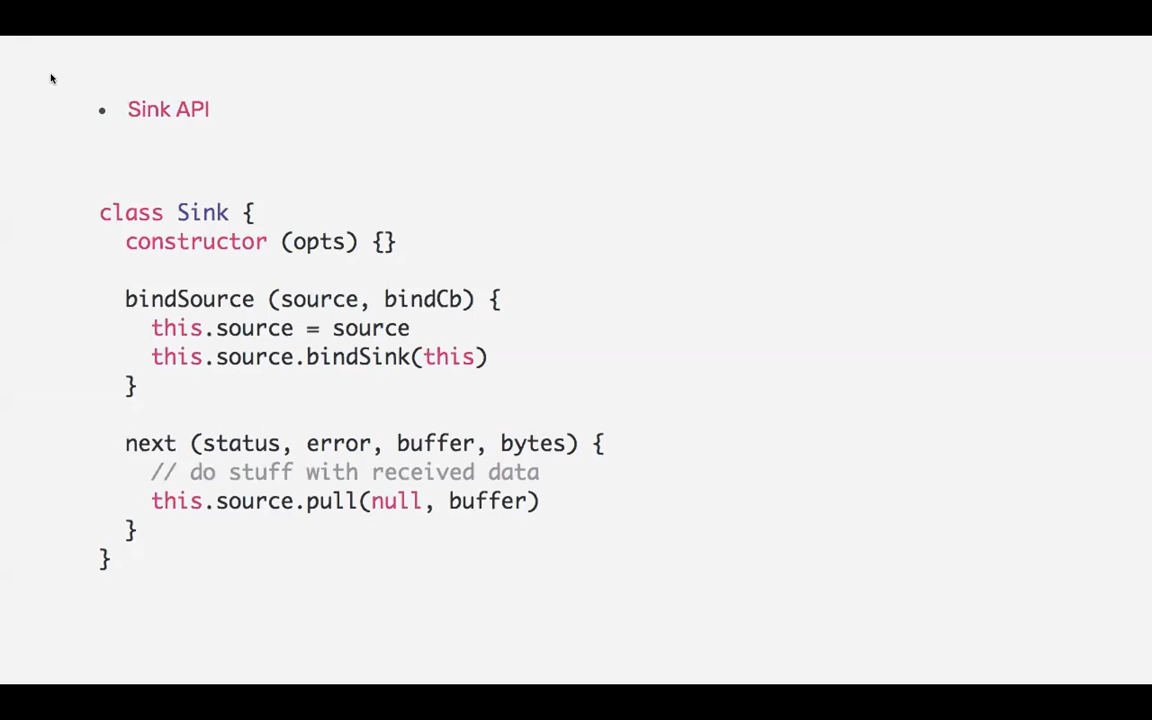 • Sink API
class Sink {
  constructor (opts) {}
  bindSource (source, bindCb) {
    this.source = source
    this.source.bindSink(this)
  }
  next (status, error, buffer, bytes) {
    // do stuff with received data
    this.source.pull(null, buffer)
  }
}